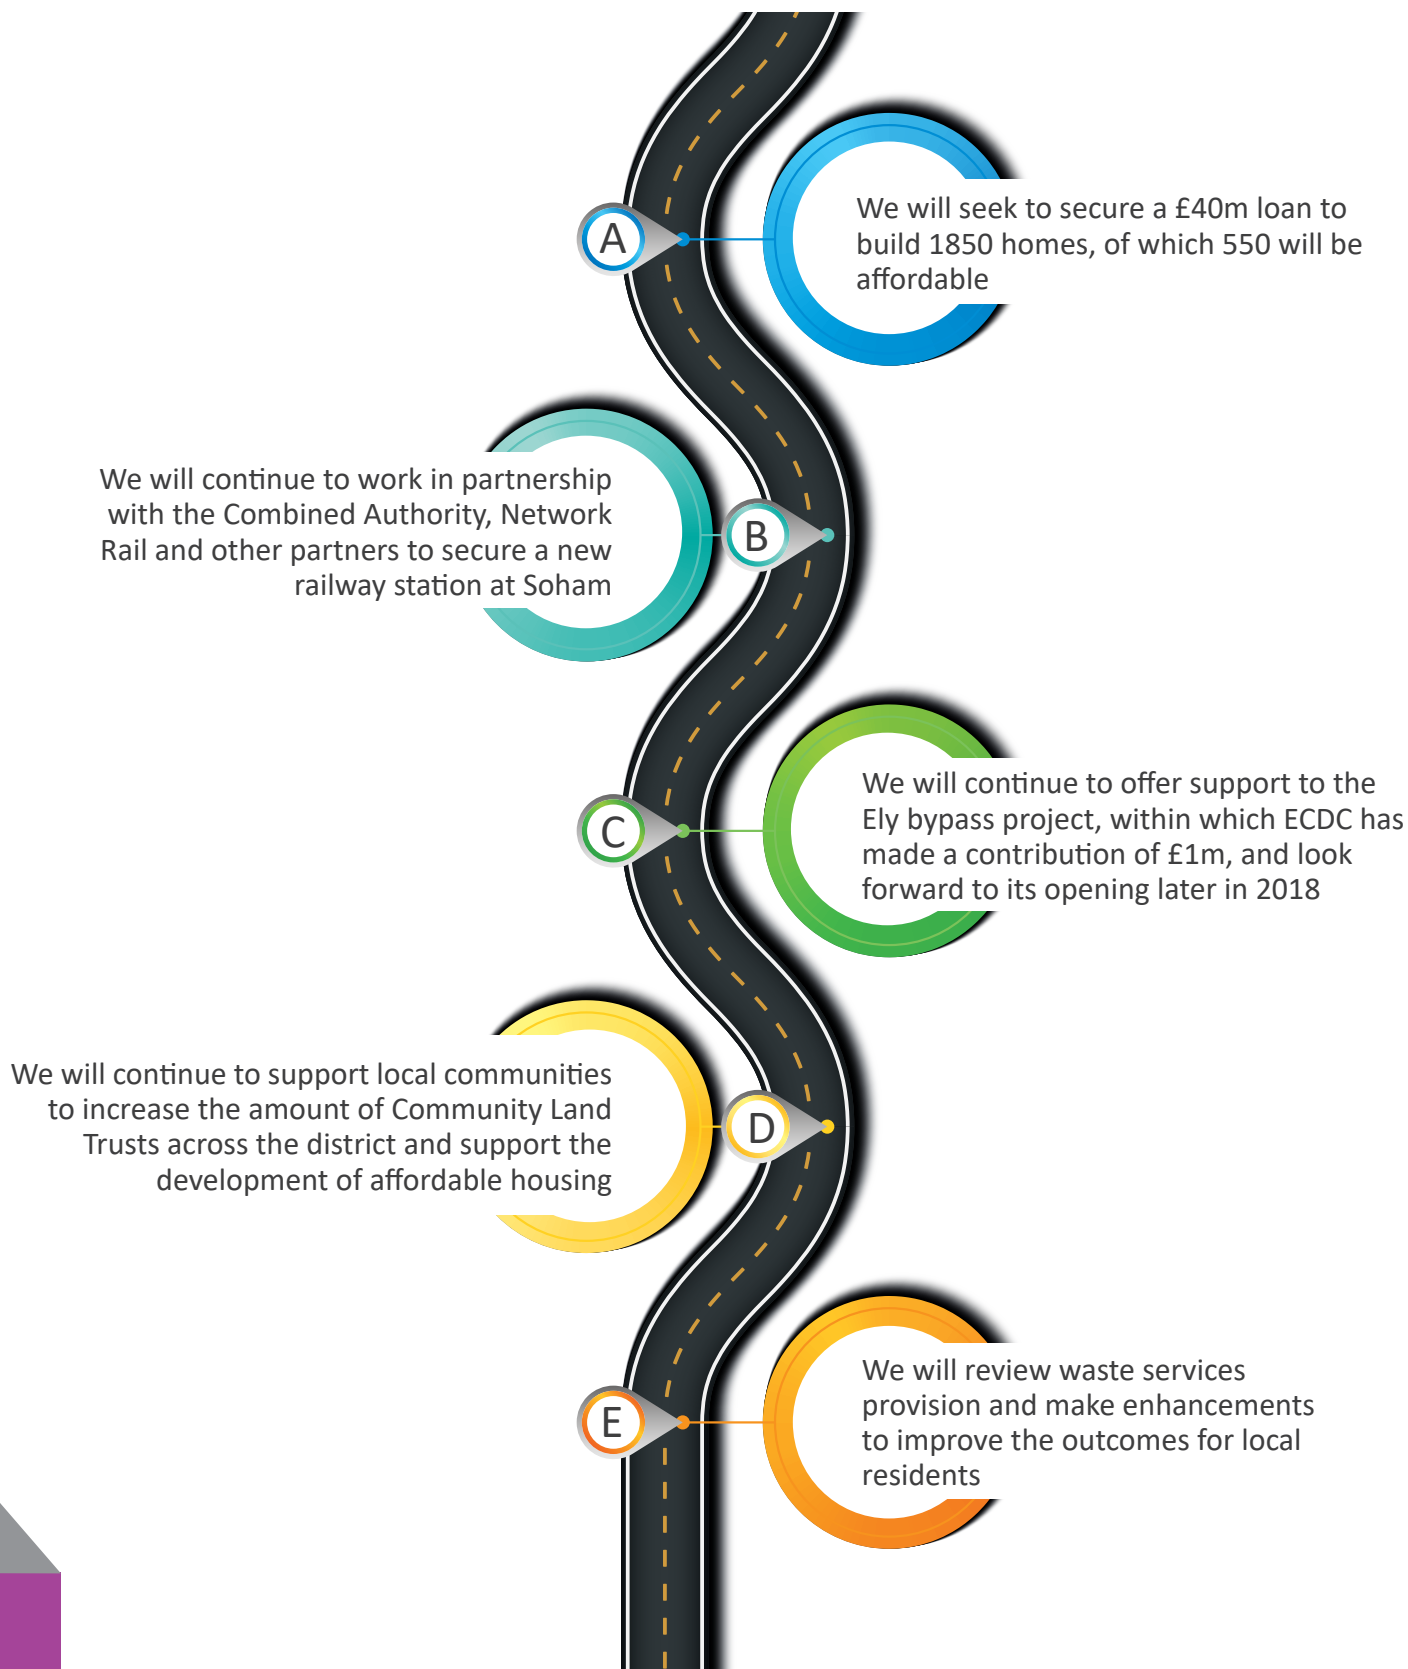 A
We will seek to secure a £40m loan to
build 1850 homes, of which 550 will be
affordable
We will continue to work in partnership
with the Combined Authority, Network
Rail and other partners to secure a new
railway station at Soham
B
C
We will continue to offer support to the
Ely bypass project, within which ECDC has
made a contribution of £1m, and look
forward to its opening later in 2018
We will continue to support local communities
to increase the amount of Community Land
Trusts across the district and support the
development of affordable housing
D
E
We will review waste services
provision and make enhancements
to improve the outcomes for local
residents